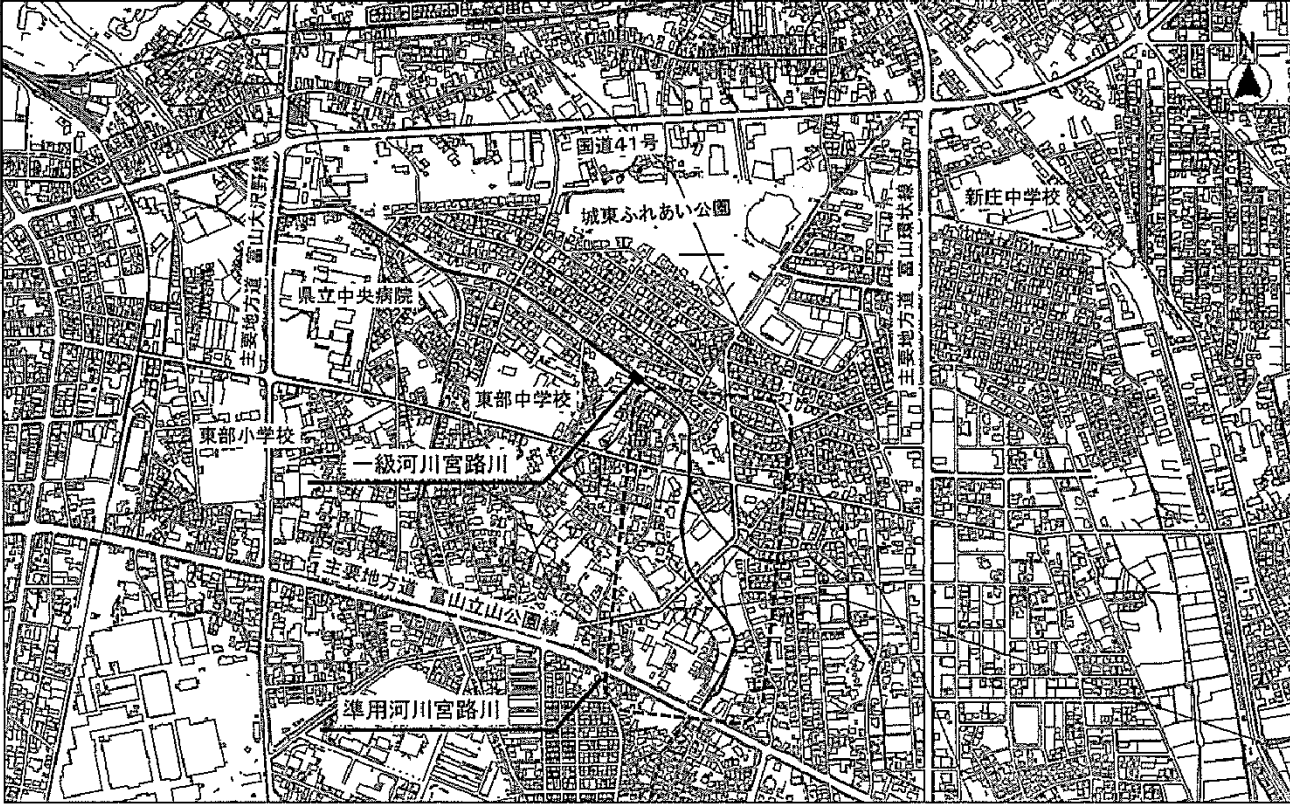 N
国道41号
城東ふれあい公園
新庄中学校
主要地方道 富山大沢野線
県立中央病院
主要地方道 富山環状線
東部中学校
東部小学校
一級河川宮路川
主要地方道 富山立山公園線
準用河川宮路川